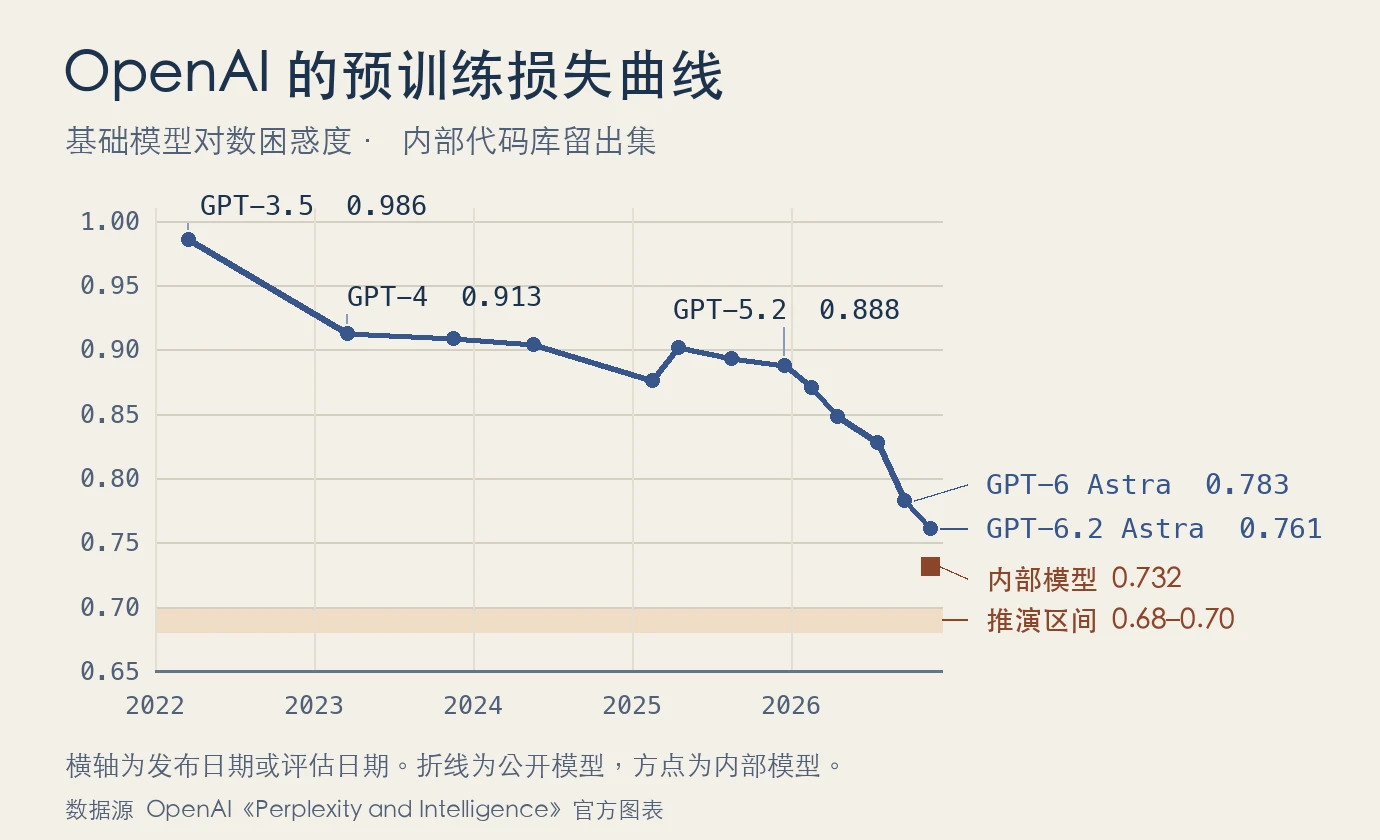 OpenAI 的预训练损失曲线
基础模型对数困惑度 · 内部代码库留出集
GPT−3.5 0.986
1.00
0.95
GPT−4 0.913
GPT−5.2 0.888
0.90
0.85
0.80
GPT−6 Astra 0.783
GPT−6.2 Astra 0.761
0.75
内部模型 0.732
0.70
推演区间 0.68–0.70
0.65
2022 2023 2024 2025 2026
横轴为发布日期或评估日期。折线为公开模型，方点为内部模型。
数据源 OpenAI《Perplexity and Intelligence》官方图表